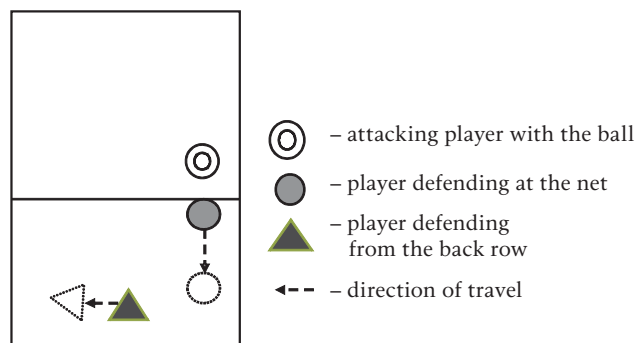 – attacking player with the ball
– player defending at the net
– player defending
from the back row
– direction of travel